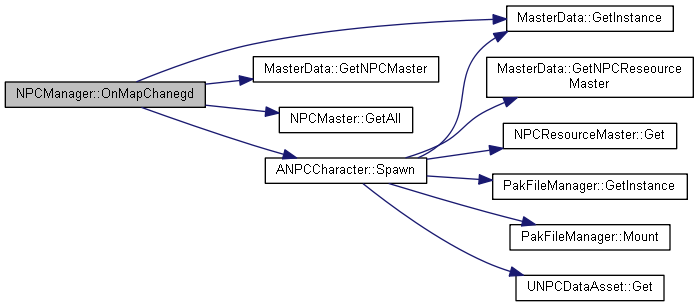 MasterData::GetInstance
MasterData::GetNPCMaster
MasterData::GetNPCReseource
Master
NPCManager::OnMapChanegd
NPCMaster::GetAll
NPCResourceMaster::Get
ANPCCharacter::Spawn
PakFileManager::GetInstance
PakFileManager::Mount
UNPCDataAsset::Get